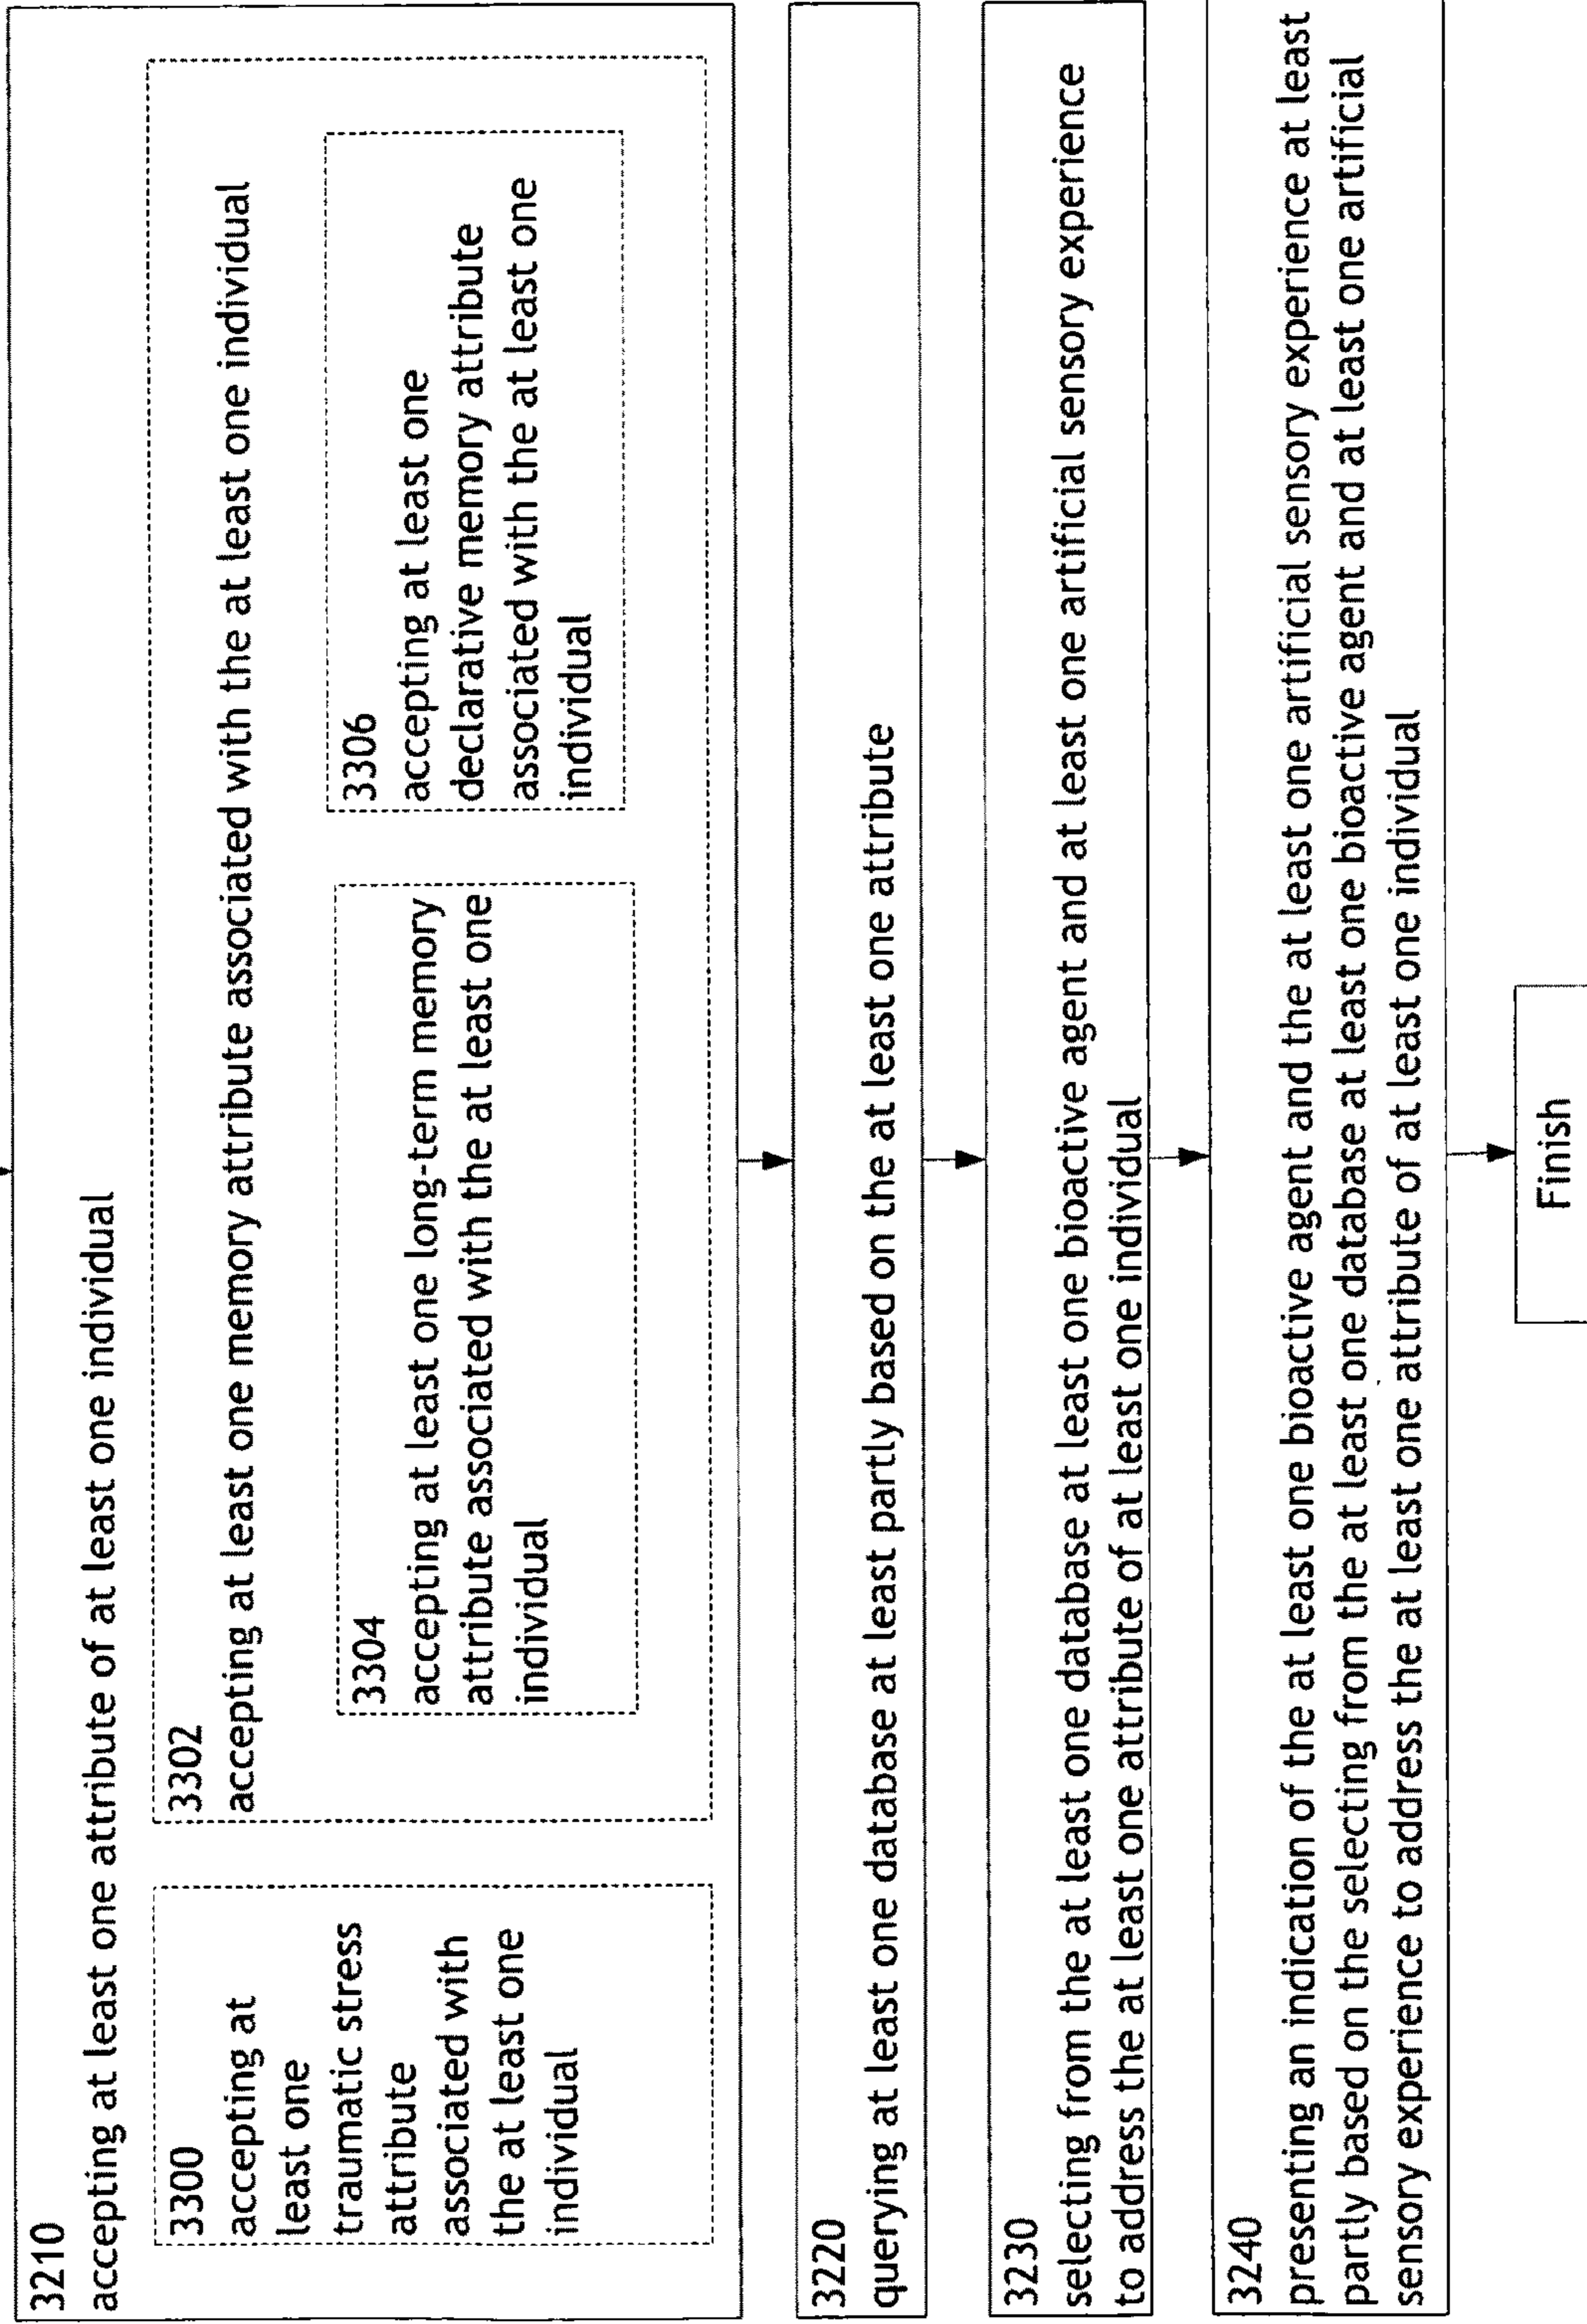 3210
accepting at least one attribute of at least one individual
3300
accepting at
least one
traumatic stress
attribute
associated with
the at least one
individual
3302
accepting at least one memory attribute associated with the at least one individual
3304
accepting at least one long-term memory
attribute associated with the at least one
individual
3306
accepting at least one
declarative memory attribute
associated with the at least one
individual
3220
querying at least one database at least partly based on the at least one attribute
3230
selecting from the at least one database at least one bioactive agent and at least one artificial sensory experience
to address the at least one attribute of at least one individual
3240
presenting an indication of the at least one bioactive agent and the at least one artificial sensory experience at least
partly based on the selecting from the at least one database at least one bioactive agent and at least one artificial
sensory experience to address the at least one attribute of at least one individual
Finish